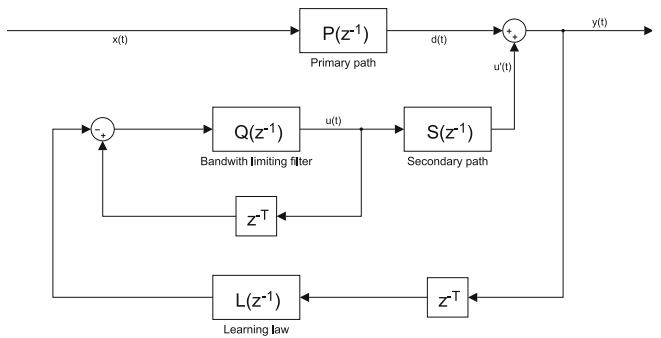 P(z⁻¹)
x(t)
d(t)
y(t)
+
+
Primary path
u'(t)
-
+
Q(z⁻¹)
u(t)
S(z⁻¹)
Bandwith limiting filter
Secondary path
z⁻ᵀ
L(z⁻¹)
z⁻ᵀ
Learning law